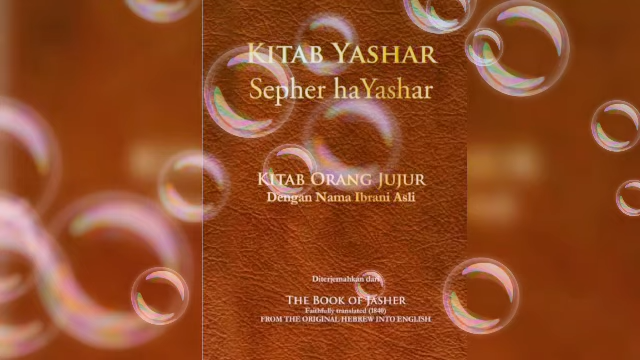 KITAB YASHAR
Sepher haYashar
KITAB ORANG JUJUR
Dengan Nama Ibrani Asli
Diterjemahkan dari
THE BOOK OF JASHER
Faithfully translated (1840)
FROM THE ORIGINAL HEBREW INTO ENGLISH